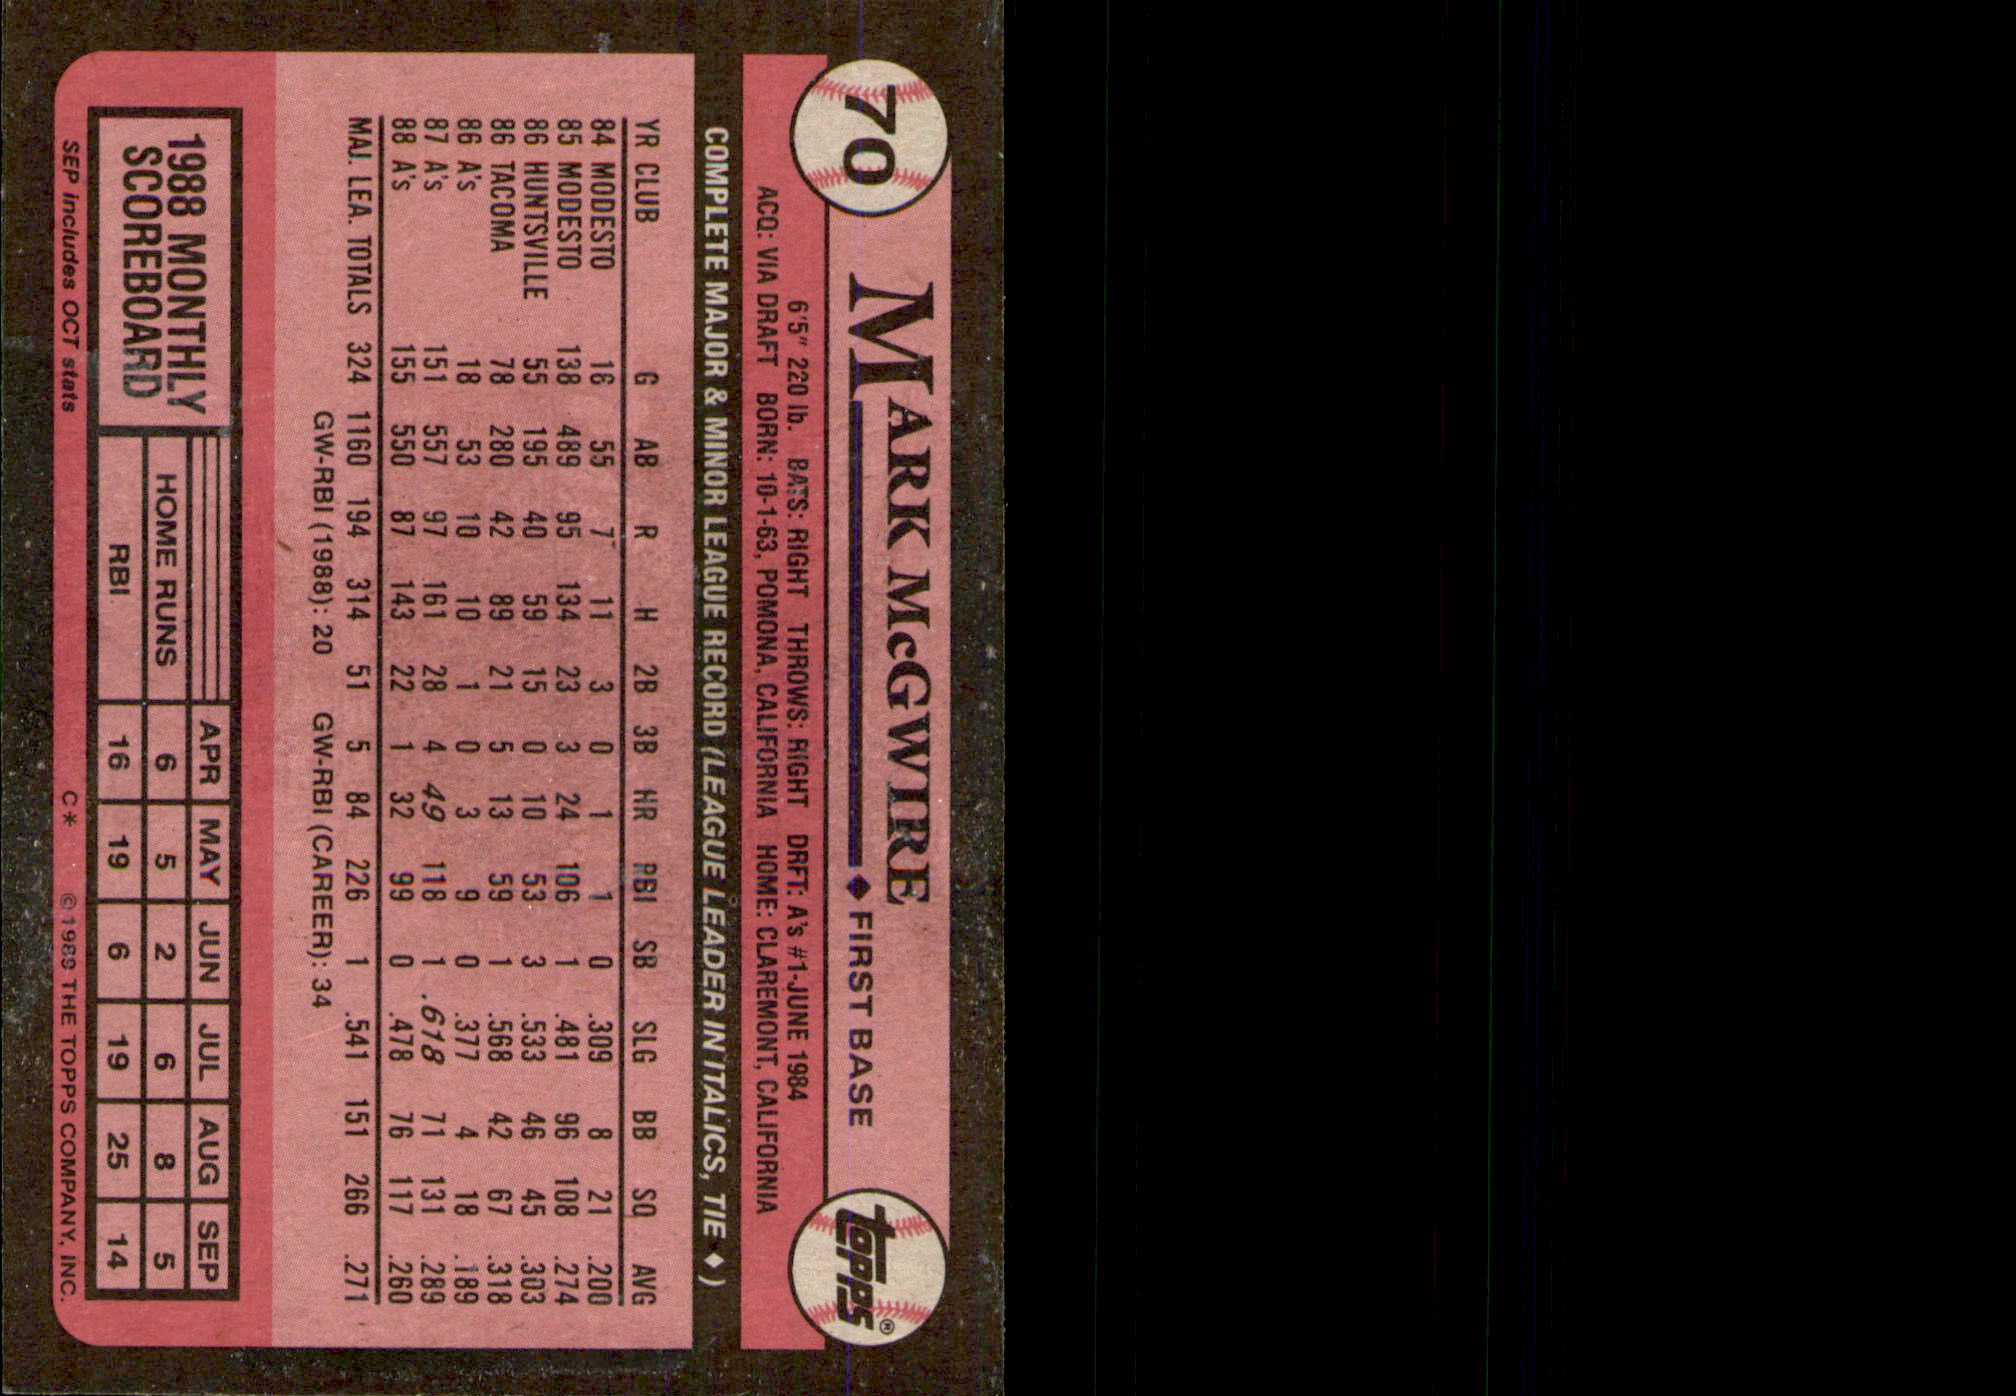 70
MARK McGWIRE
◆ FIRST BASE
TOPPS®
6'5" 220 lb. BATS: RIGHT THROWS: RIGHT DRFT: A's #1-JUNE 1984
ACQ: VIA DRAFT BORN: 10-1-63, POMONA, CALIFORNIA HOME: CLAREMONT, CALIFORNIA
COMPLETE MAJOR & MINOR LEAGUE RECORD (LEAGUE LEADER IN ITALICS, TIE ◆)
YR CLUB G AB R H 2B 3B HR RBI SB SLG BB SO AVG
84 MODESTO 16 55 7 11 3 0 1 1 0 .309 8 21 .200
85 MODESTO 138 489 95 134 23 3 24 106 1 .481 96 108 .274
86 HUNTSVILLE 55 195 40 59 15 0 10 53 3 .533 46 45 .303
86 TACOMA 78 280 42 89 21 5 13 59 1 .568 42 67 .318
86 A's 18 53 10 10 1 0 3 9 0 .377 4 18 .189
87 A's 151 557 97 161 28 4 49 118 1 .618 71 131 .289
88 A's 155 550 87 143 22 1 32 99 0 .478 76 117 .260
MAJ. LEA. TOTALS 324 1160 194 314 51 5 84 226 1 .541 151 266 .271
GW-RBI (1988): 20 GW-RBI (CAREER): 34
1988 MONTHLY
SCOREBOARD
APR MAY JUN JUL AUG SEP
HOME RUNS 6 5 2 6 8 5
RBI 16 19 6 19 25 14
SEP includes OCT stats C* ©1989 THE TOPPS COMPANY, INC.